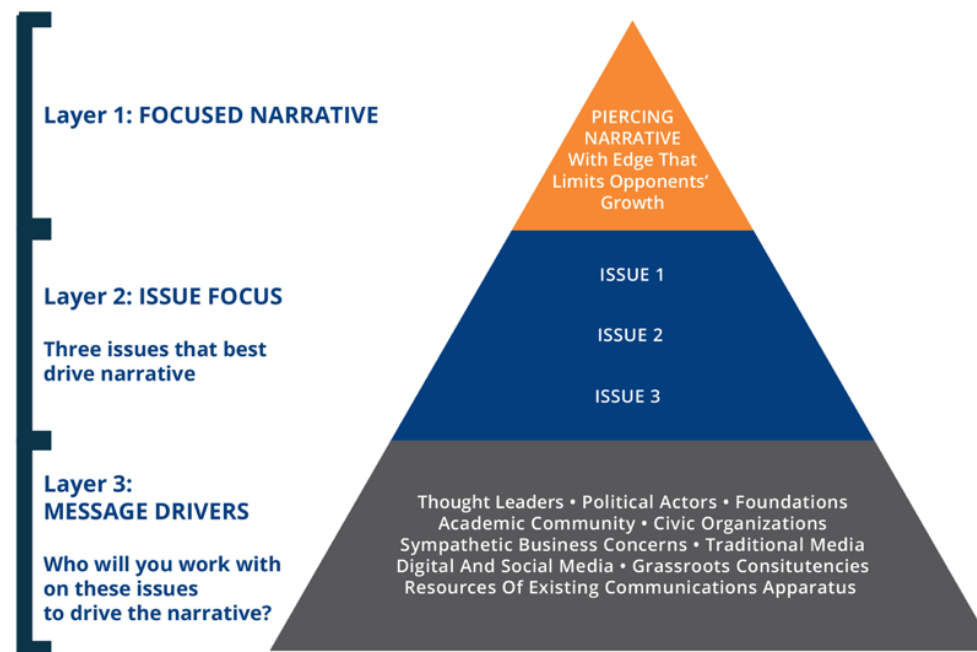 Layer 1: FOCUSED NARRATIVE
PIERCING
NARRATIVE
With Edge That
Limits Opponents’
Growth
Layer 2: ISSUE FOCUS
Three issues that best
drive narrative
ISSUE 1
ISSUE 2
ISSUE 3
Layer 3:
MESSAGE DRIVERS
Who will you work with
on these issues
to drive the narrative?
Thought Leaders • Political Actors • Foundations
Academic Community • Civic Organizations
Sympathetic Business Concerns • Traditional Media
Digital And Social Media • Grassroots Consitutencies
Resources Of Existing Communications Apparatus